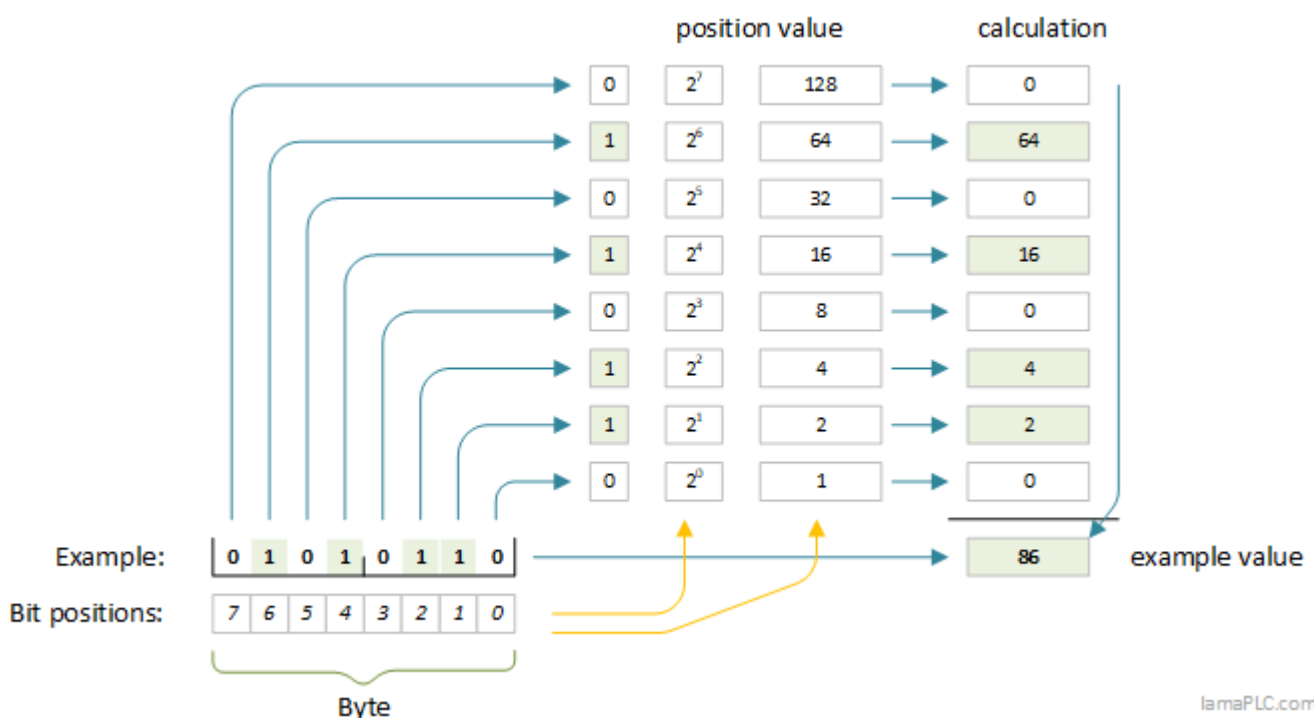 position value calculation
0 2⁷ 128 0
1 2⁶ 64 64
0 2⁵ 32 0
1 2⁴ 16 16
0 2³ 8 0
1 2² 4 4
1 2¹ 2 2
0 2⁰ 1 0
Example: 0 1 0 1 0 1 1 0 86 example value
Bit positions: 7 6 5 4 3 2 1 0
Byte
lamaPLC.com